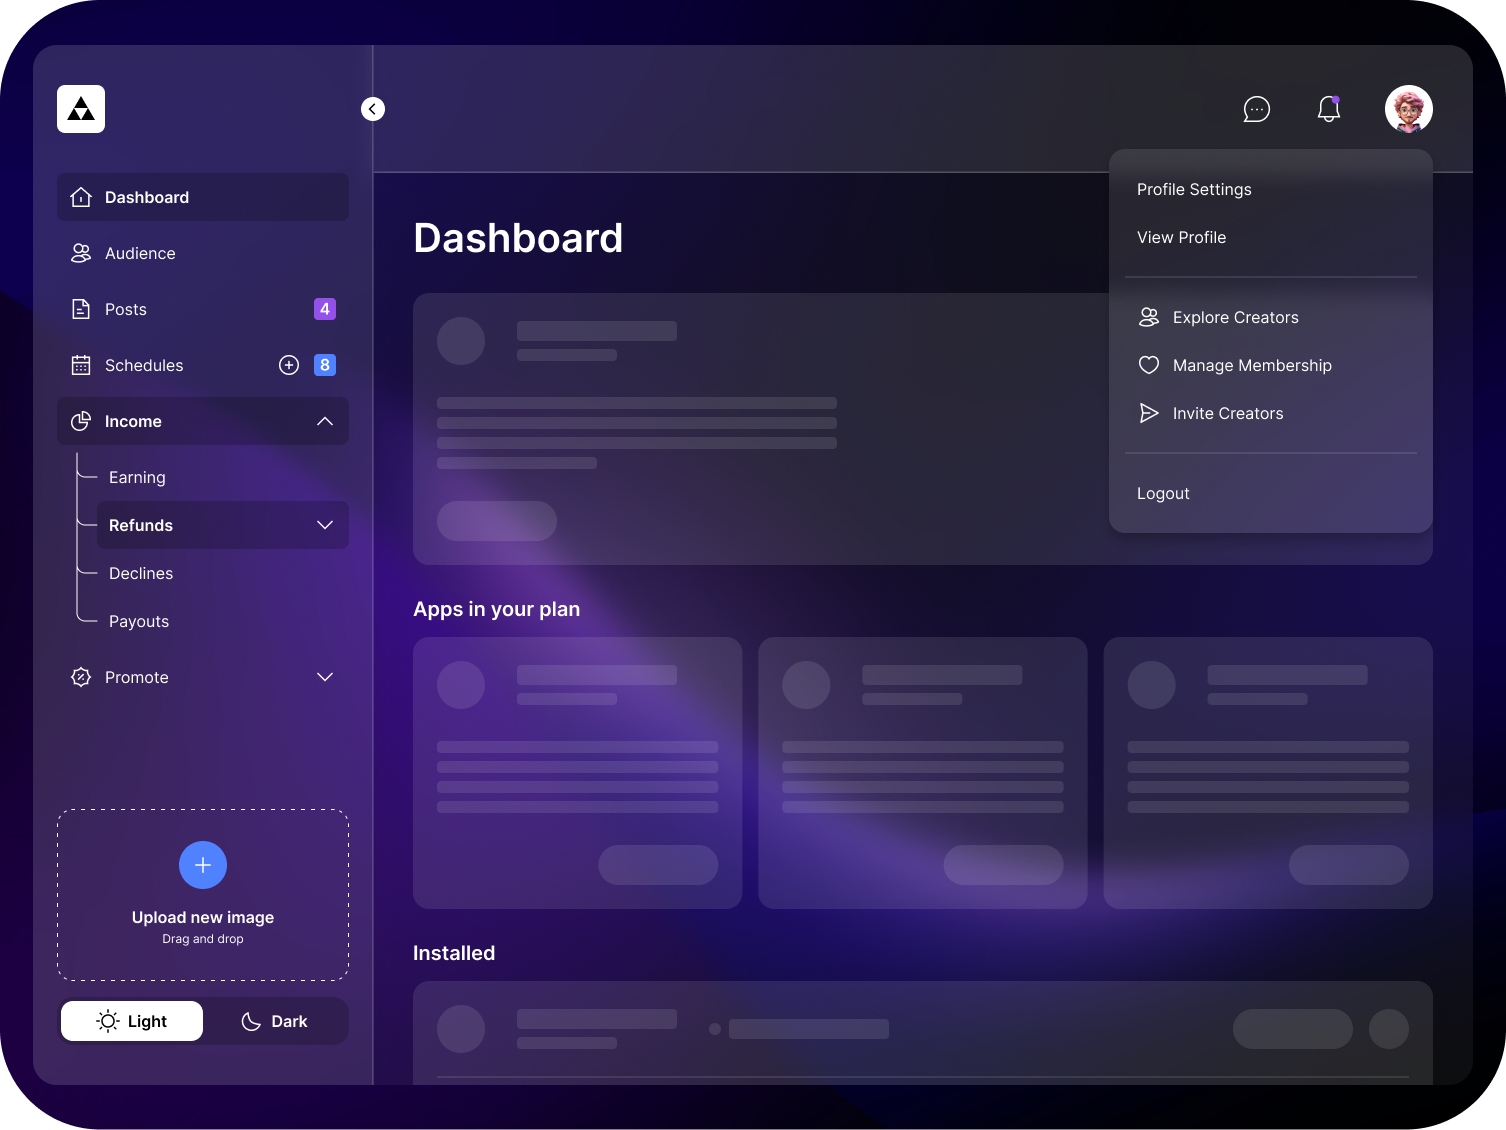 Dashboard
Audience
Posts
4
Schedules
8
Income
Earning
Refunds
Declines
Payouts
Promote
Upload new image
Drag and drop
Light
Dark
Dashboard
Apps in your plan
Installed
Profile Settings
View Profile
Explore Creators
Manage Membership
Invite Creators
Logout